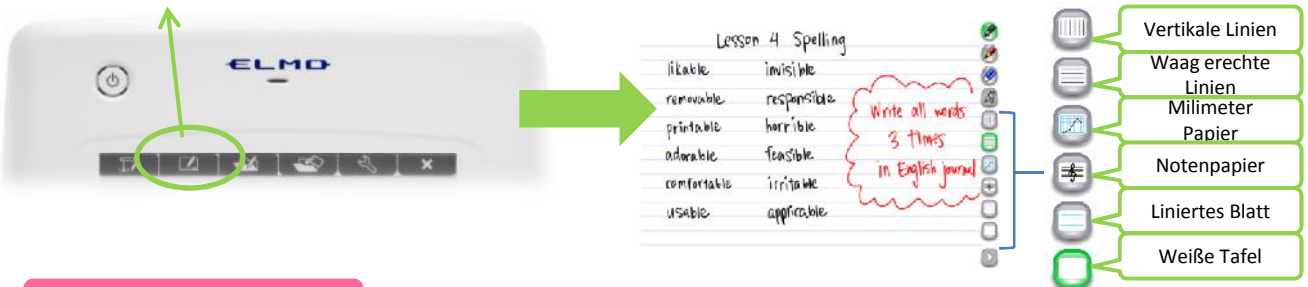 ELMO
Lesson 4 Spelling
likable invisible
removable responsible
printable horrible
adorable feasible
comfortable irritable
usable applicable
Write all words
3 times
in English journal
Vertikale Linien
Waag erechte
Linien
Milimeter
Papier
Notenpapier
Liniertes Blatt
Weiße Tafel